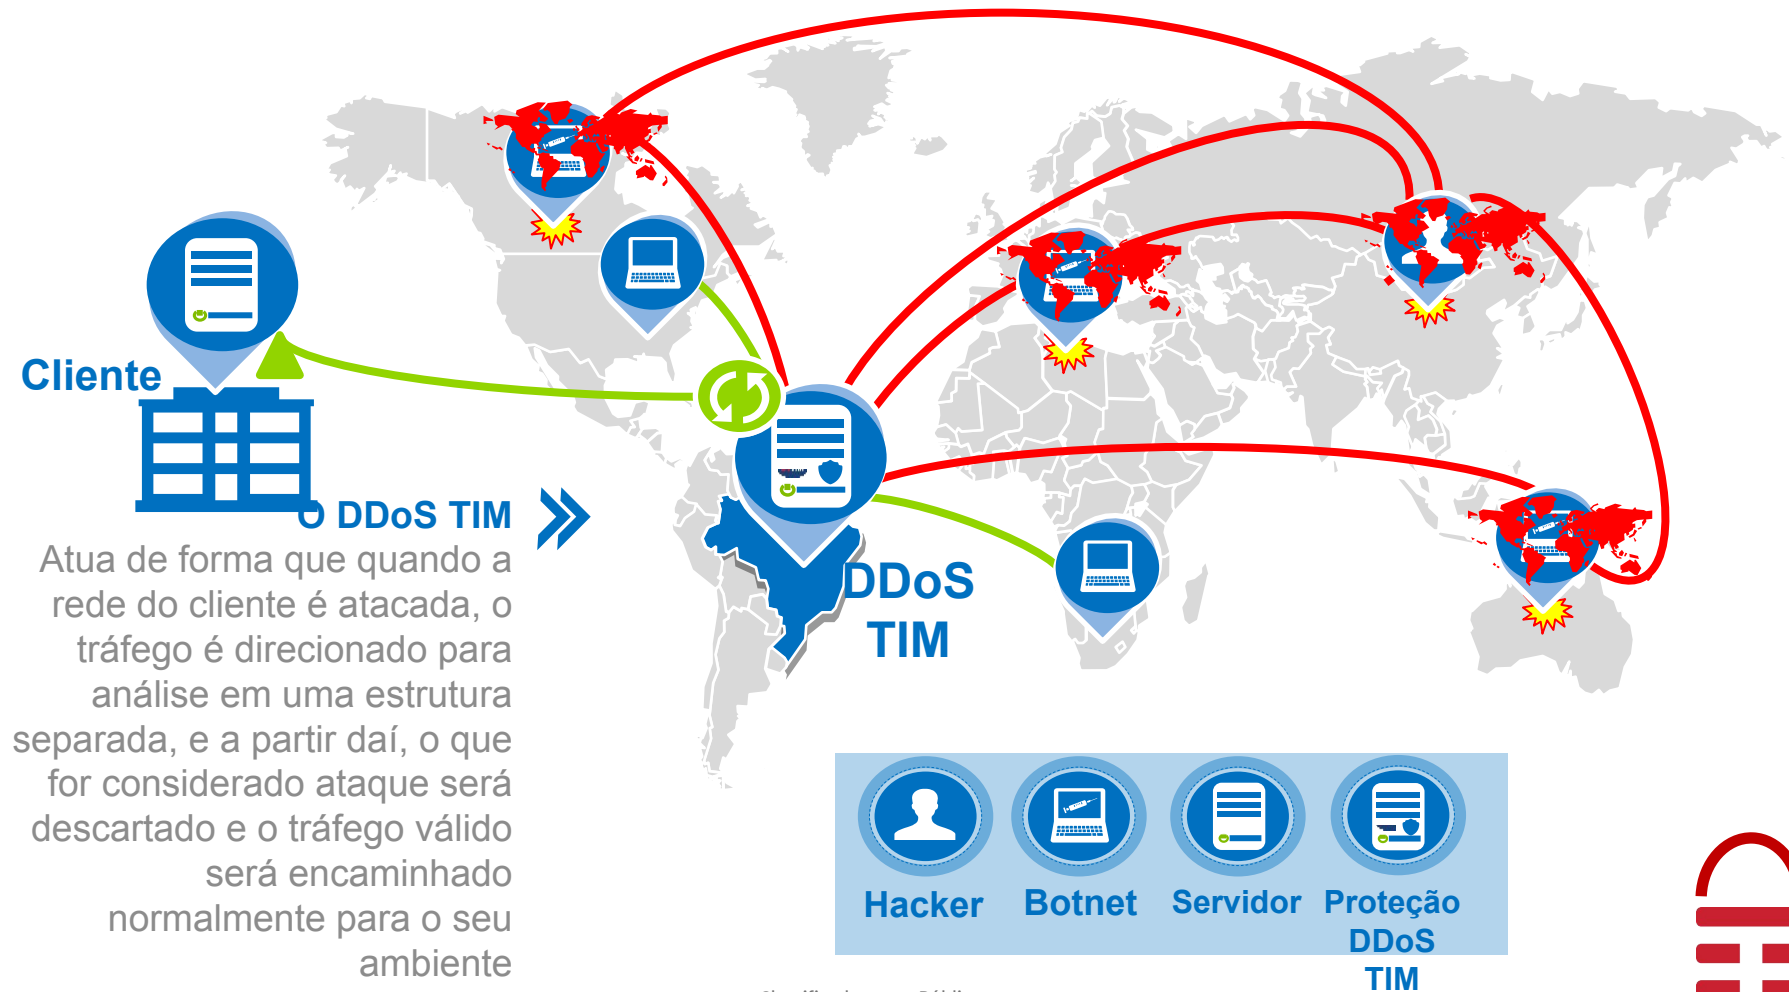 Cliente
O DDoS TIM
Atua de forma que quando a
rede do cliente é atacada, o
tráfego é direcionado para
análise em uma estrutura
separada, e a partir daí, o que
for considerado ataque será
descartado e o tráfego válido
será encaminhado
normalmente para o seu
ambiente
DDoS
TIM
Hacker
Botnet
Servidor
Proteção
DDoS
TIM